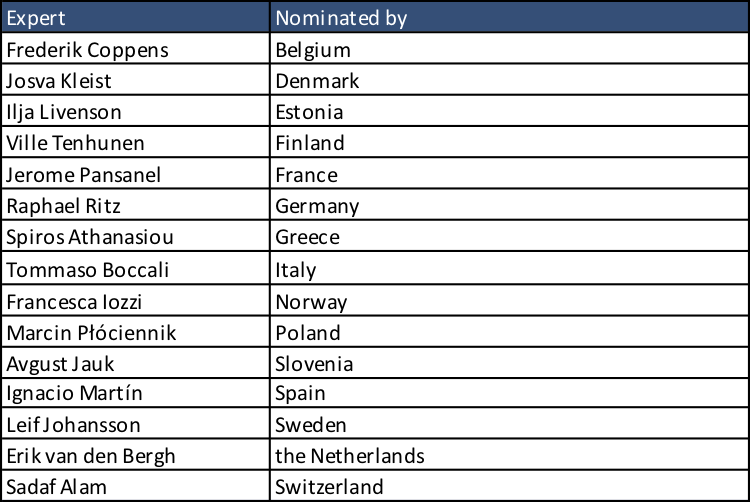 Expert Nominated by
Frederik Coppens Belgium
Josva Kleist Denmark
Ilja Livenson Estonia
Ville Tenhunen Finland
Jerome Pansanel France
Raphael Ritz Germany
Spiros Athanasiou Greece
Tommaso Boccali Italy
Francesca Iozzi Norway
Marcin Płóciennik Poland
Avgust Jauk Slovenia
Ignacio Martín Spain
Leif Johansson Sweden
Erik van den Bergh the Netherlands
Sadaf Alam Switzerland